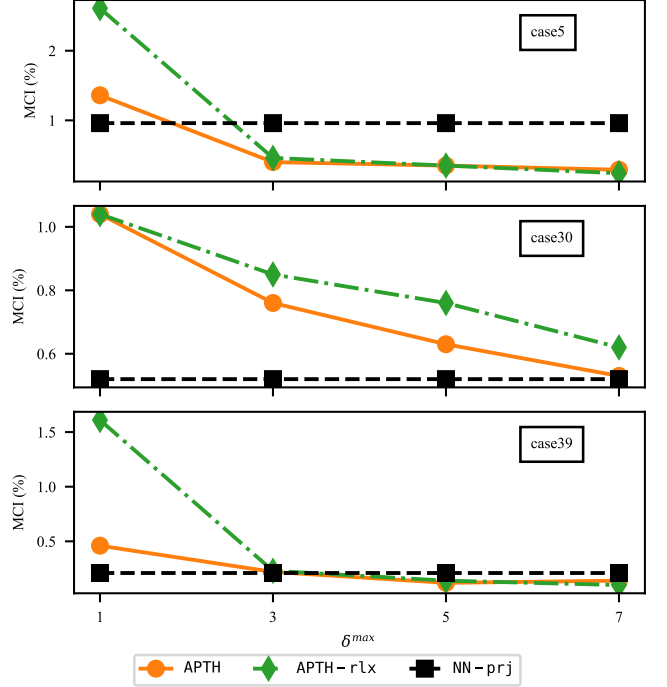 case5
MCI (%)
2
1
case30
MCI (%)
1.0
0.8
0.6
case39
MCI (%)
1.5
1.0
0.5
1 3 5 7
δ^max
APTH APTH-rlx NN-prj